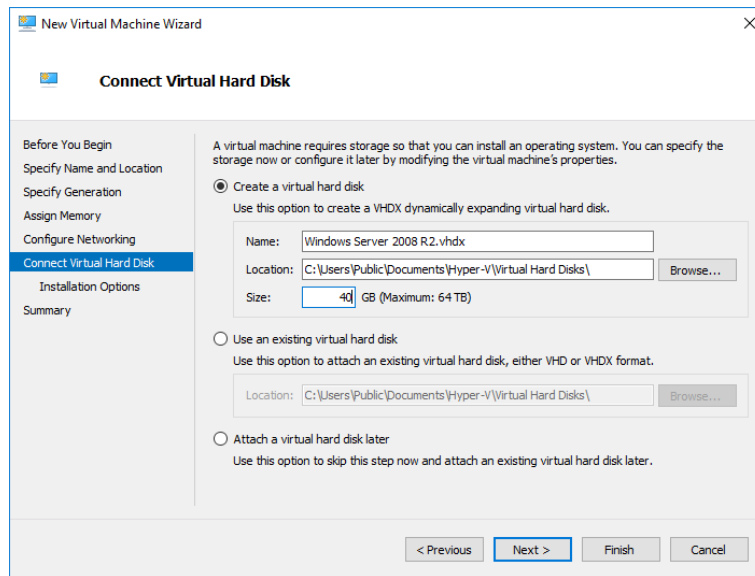 New Virtual Machine Wizard
Connect Virtual Hard Disk
Before You Begin
Specify Name and Location
Specify Generation
Assign Memory
Configure Networking
Connect Virtual Hard Disk
Installation Options
Summary
A virtual machine requires storage so that you can install an operating system. You can specify the
storage now or configure it later by modifying the virtual machine's properties.
Create a virtual hard disk
Use this option to create a VHDX dynamically expanding virtual hard disk.
Name: Windows Server 2008 R2.vhdx
Location: C:\Users\Public\Documents\Hyper-V\Virtual Hard Disks\ Browse...
Size: 40 GB (Maximum: 64 TB)
Use an existing virtual hard disk
Use this option to attach an existing virtual hard disk, either VHD or VHDX format.
Location: C:\Users\Public\Documents\Hyper-V\Virtual Hard Disks\ Browse...
Attach a virtual hard disk later
Use this option to skip this step now and attach an existing virtual hard disk later.
< Previous Next > Finish Cancel